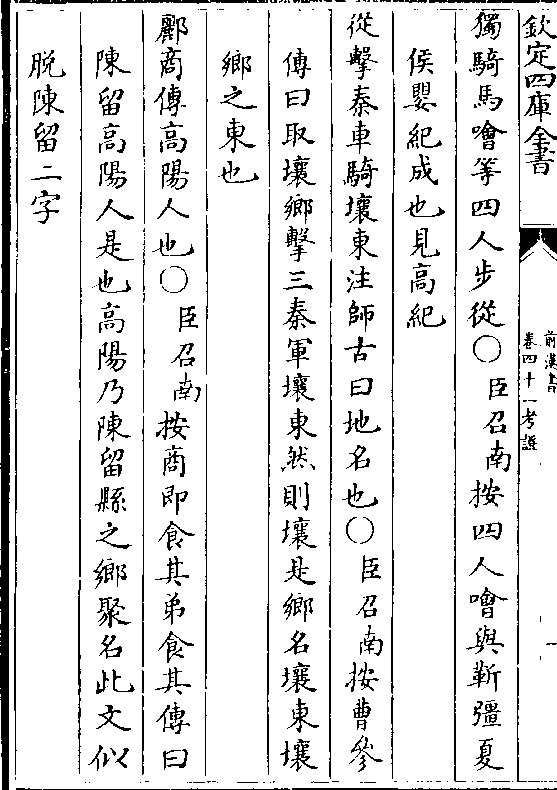 欽定四庫全書
前漢書
卷四十一考證
獨騎馬噲等四人步從○臣召南按四人噲與靳彊夏
侯嬰紀成也見高紀
從擊秦車騎壤東注師古曰地名也○臣召南按曹參
傳曰取壤鄉擊三秦軍壤東然則壤是鄉名壤東壤
鄉之東也
酈商傳高陽人也○臣召南按商即食其弟食其傳曰
陳留高陽人是也高陽乃陳留縣之鄉聚名此文似
脱陳留二字